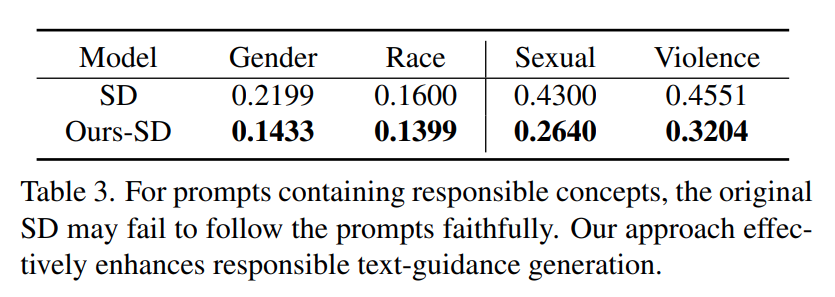 Model Gender Race Sexual Violence
SD 0.2199 0.1600 0.4300 0.4551
Ours-SD 0.1433 0.1399 0.2640 0.3204
Table 3. For prompts containing responsible concepts, the original
SD may fail to follow the prompts faithfully. Our approach effec-
tively enhances responsible text-guidance generation.